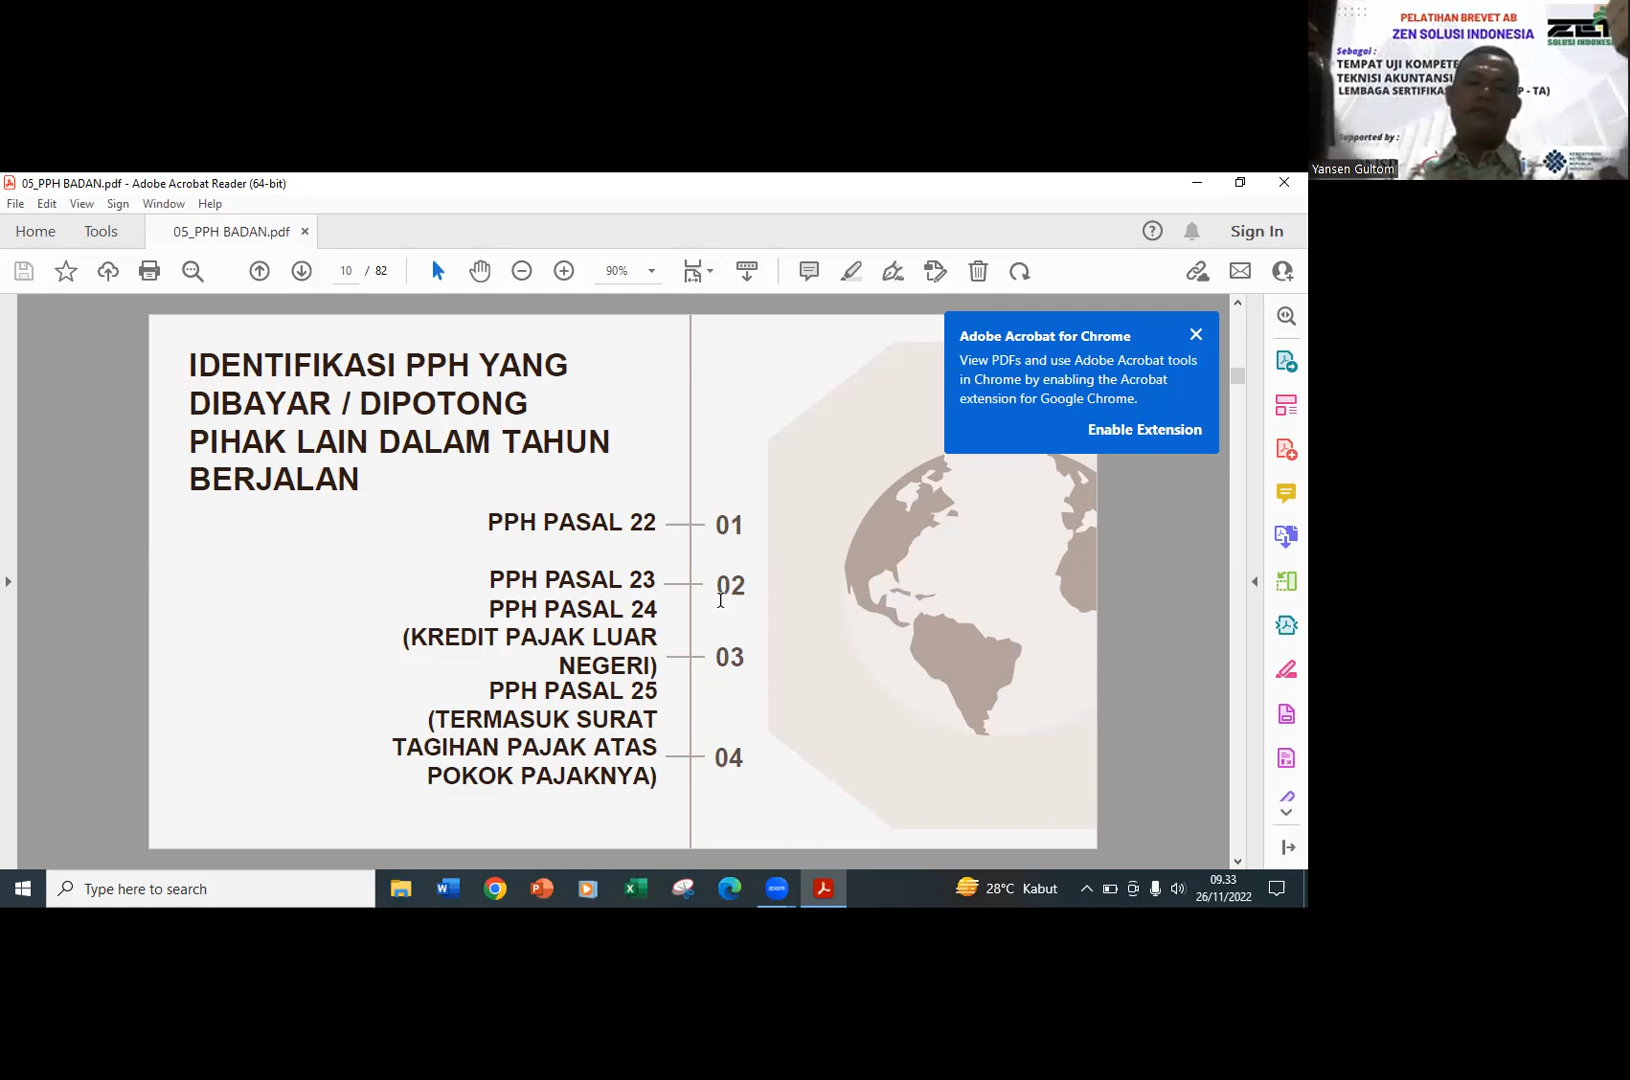 PELATIHAN BREVET AB
ZEN SOLUSI INDONESIA
Sebagai :
TEMPAT UJI
TEKNISI AKUNTANSI
LEMBAGA - TA)
Supported by :
SOLUSI
Yansen Gultom
05_PPH BADAN.pdf - Adobe Acrobat Reader (64-bit)
File Edit View Sign Window Help
Home Tools 05_PPH BADAN.pdf × Sign In
10 / 82 90%
IDENTIFIKASI PPH YANG
DIBAYAR / DIPOTONG
PIHAK LAIN DALAM TAHUN
BERJALAN
PPH PASAL 22 01
PPH PASAL 23 02
PPH PASAL 24
(KREDIT PAJAK LUAR
NEGERI) 03
PPH PASAL 25
(TERMASUK SURAT
TAGIHAN PAJAK ATAS
POKOK PAJAKNYA) 04
Adobe Acrobat for Chrome
View PDFs and use Adobe Acrobat tools
in Chrome by enabling the Acrobat
extension for Google Chrome.
Enable Extension
Type here to search
28°C Kabut
09.33
26/11/2022